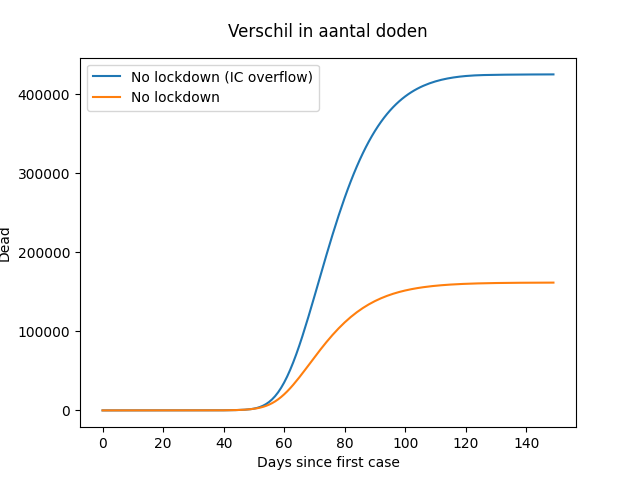 Verschil in aantal doden
No lockdown (IC overflow)
No lockdown
400000
300000
200000
100000
0
Dead
0 20 40 60 80 100 120 140
Days since first case